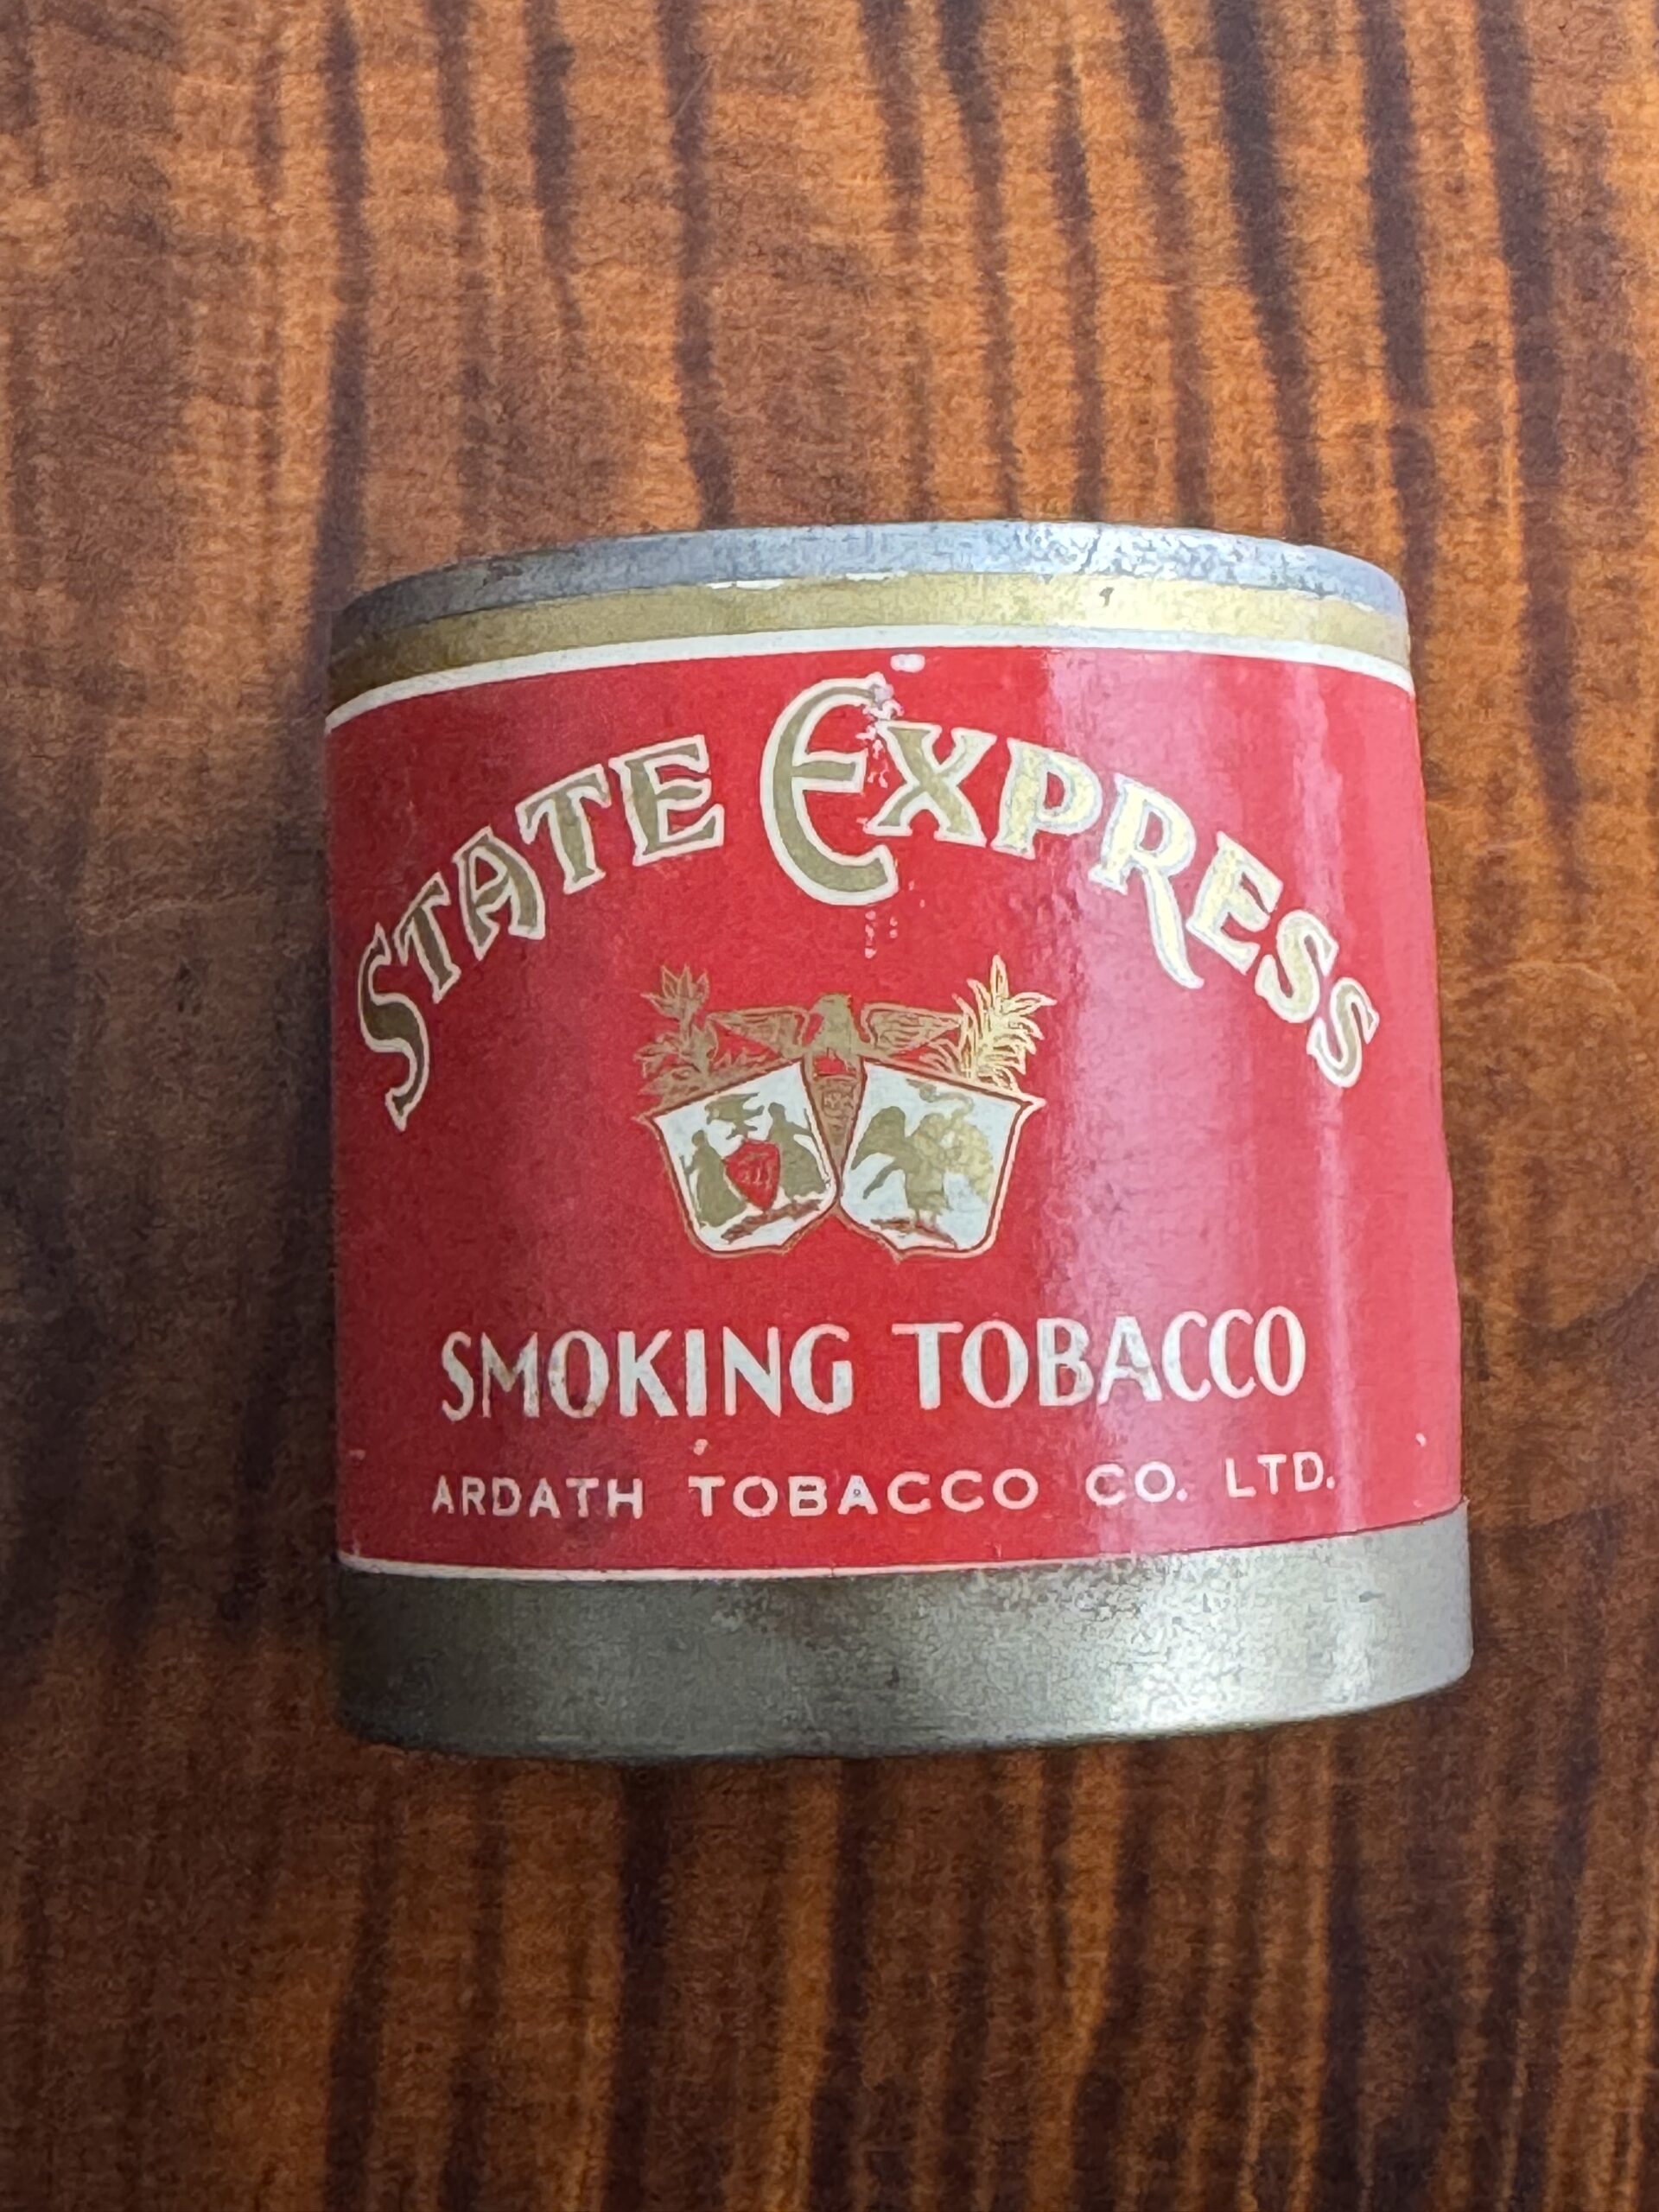 STATE EXPRESS
SMOKING TOBACCO
ARDATH TOBACCO CO. LTD.